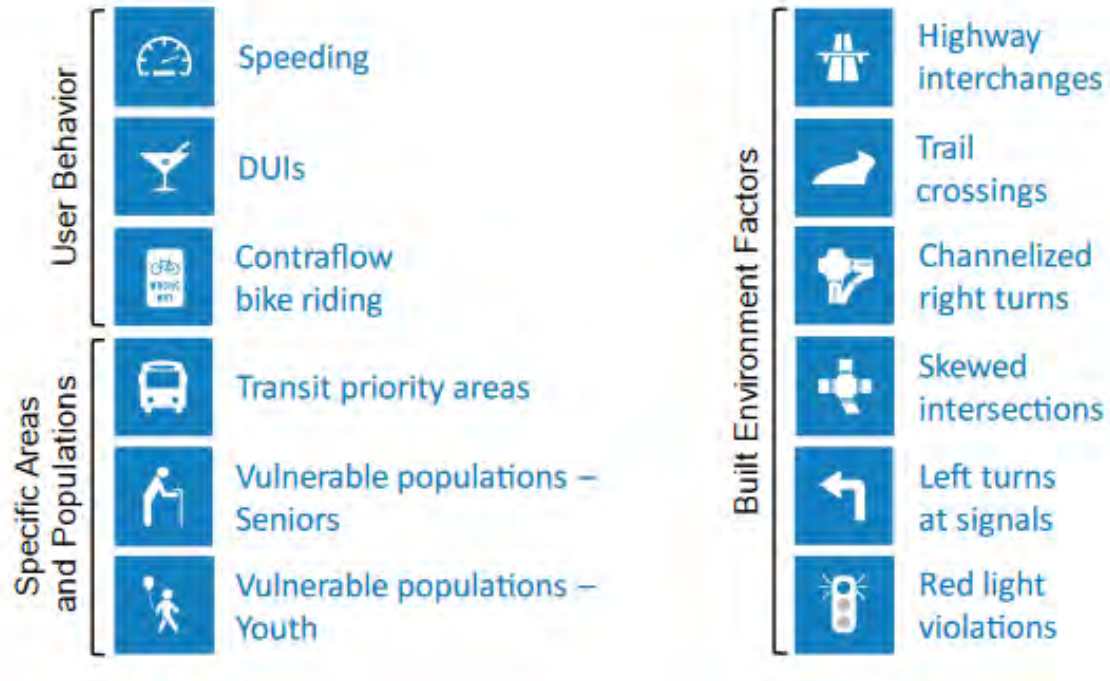 User Behavior
Speeding
DUIs
Contraflow
bike riding
WRONG
WAY
Specific Areas
and Populations
Transit priority areas
Vulnerable populations –
Seniors
Vulnerable populations –
Youth
Built Environment Factors
Highway
interchanges
Trail
crossings
Channelized
right turns
Skewed
intersections
Left turns
at signals
Red light
violations